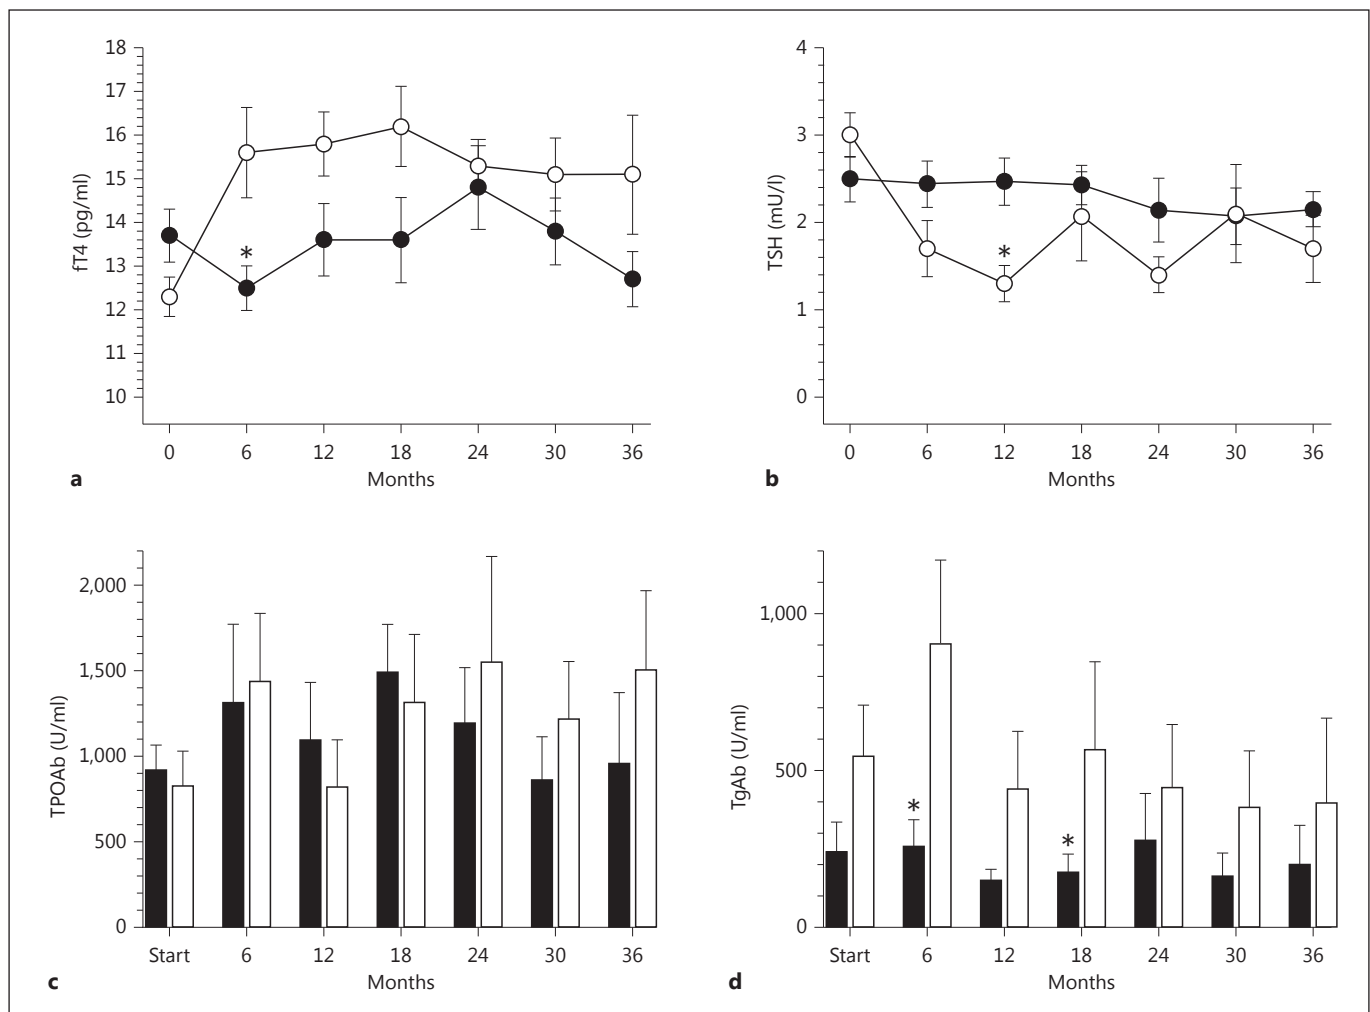 18
17
16
15
14
13
12
11
10
fT4 (pg/ml)
*
0 6 12 18 24 30 36
Months
a
4
3
2
1
0
TSH (mU/l)
*
0 6 12 18 24 30 36
Months
b
2,000
1,500
1,000
500
0
TPOAb (U/ml)
Start 6 12 18 24 30 36
Months
c
1,000
500
0
TgAb (U/ml)
*
*
Start 6 12 18 24 30 36
Months
d